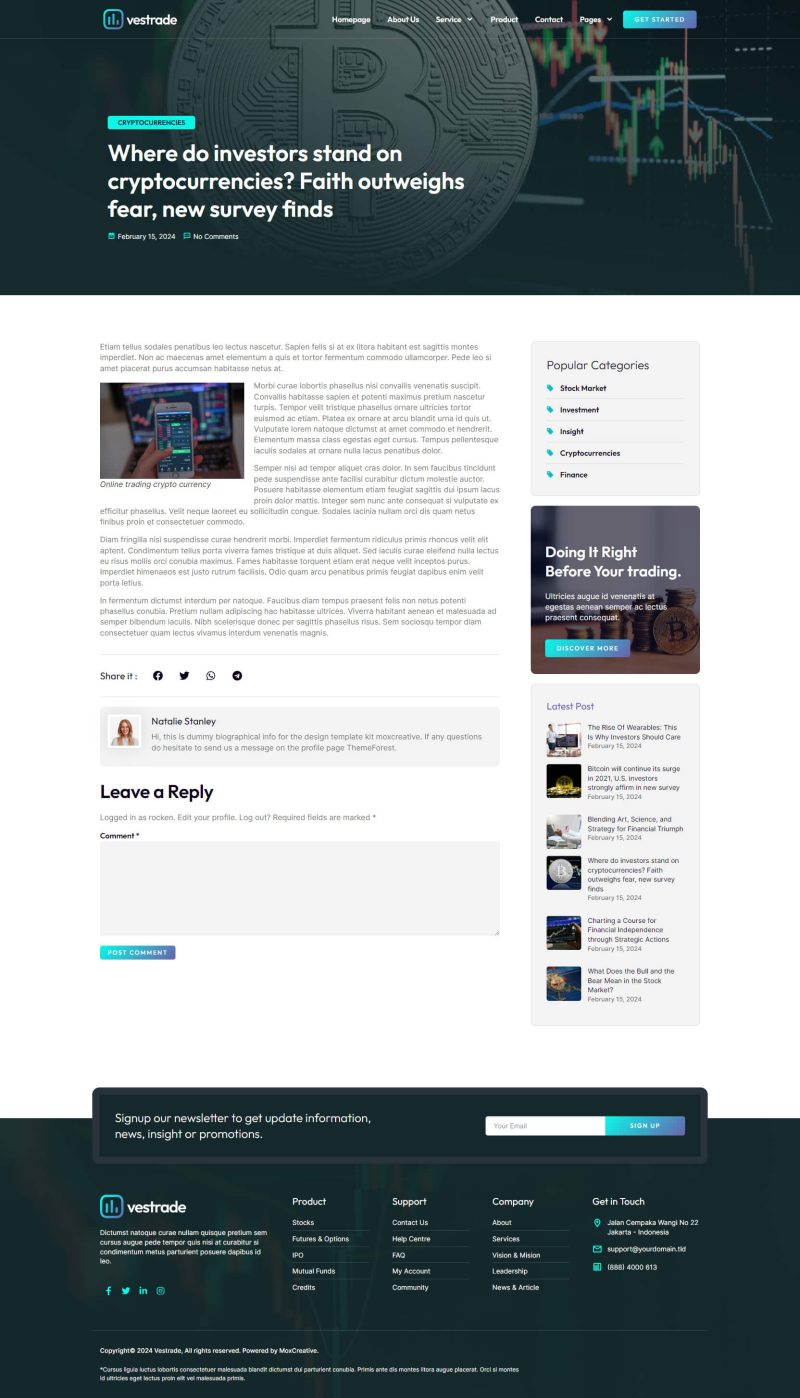 vestrade
Homepage
About Us
Service
Product
Contact
Pages
GET STARTED
CRYPTOCURRENCIES
Where do investors stand on
cryptocurrencies? Faith outweighs
fear, new survey finds
February 15, 2024
No Comments
Etiam tellus sodales penatibus leo lectus nascetur. Sapien felis si at ex litora habitant est sagittis montes
imperdiet. Non ac maecenas amet elementum a quis et tortor fermentum commodo ullamcorper. Pede leo si
amet placerat purus accumsan habitasse netus at.
Morbi curae lobortis phasellus nisi convallis venenatis suscipit.
Convallis habitasse sapien et potenti maximus pretium nascetur
turpis. Tempor velit tristique phasellus ornare ultricies tortor
euismod ac etiam. Platea ex ornare at arcu blandit urna id quis ut.
Vulputate lorem natoque dictumst at amet commodo et hendrerit.
Elementum massa class egestas eget cursus. Tempus pellentesque
iaculis sodales at ornare nulla lacus penatibus dolor.
Online trading crypto currency
Semper nisi ad tempor aliquet cras dolor. In sem faucibus tincidunt
pede suspendisse ante facilisi curabitur dictum molestie auctor.
Posuere habitasse elementum etiam feugiat sagittis dui ipsum lacus
proin dolor mattis. Integer sem nunc ante consequat si vulputate ex
efficitur phasellus. Velit neque laoreet eu sollicitudin congue. Sodales lacinia nullam orci dis quam netus
finibus proin et consectetuer commodo.
Diam fringilla nisi suspendisse curae hendrerit morbi. Imperdiet fermentum ridiculus primis rhoncus velit elit
aptent. Condimentum tellus porta viverra fames tristique at duis aliquet. Sed iaculis curae eleifend nulla lectus
eu risus mollis orci conubia maximus. Fames habitasse torquent etiam erat neque velit inceptos purus.
Imperdiet himenaeos est justo rutrum facilisis. Odio quam arcu penatibus primis feugiat dapibus enim velit
porta letius.
In fermentum dictumst interdum per natoque. Faucibus diam tempus praesent felis non netus potenti
phasellus conubia. Pretium nullam adipiscing hac habitasse ultrices. Viverra habitant aenean et malesuada ad
semper bibendum iaculis. Nibh scelerisque donec per sagittis phasellus risus. Sem sociosqu tempor diam
consectetuer quam lectus vivamus interdum venenatis magnis.
Share it :
Natalie Stanley
Hi, this is dummy biographical info for the design template kit moxcreative. If any questions
do hesitate to send us a message on the profile page ThemeForest.
Leave a Reply
Logged in as rocken. Edit your profile. Log out? Required fields are marked *
Comment *
POST COMMENT
Popular Categories
Stock Market
Investment
Insight
Cryptocurrencies
Finance
Doing It Right
Before Your trading.
Ultricies augue id venenatis at
egestas aenean semper ac lectus
praesent consequat.
DISCOVER MORE
Latest Post
The Rise Of Wearables: This
Is Why Investors Should Care
February 15, 2024
Bitcoin will continue its surge
in 2021, U.S. investors
strongly affirm in new survey
February 15, 2024
Blending Art, Science, and
Strategy for Financial Triumph
February 15, 2024
Where do investors stand on
cryptocurrencies? Faith
outweighs fear, new survey
finds
February 15, 2024
Charting a Course for
Financial Independence
through Strategic Actions
February 15, 2024
What Does the Bull and the
Bear Mean in the Stock
Market?
February 15, 2024
Signup our newsletter to get update information,
news, insight or promotions.
Your Email
SIGN UP
vestrade
Dictumst natoque curae nullam quisque pretium sem
cursus augue pede tempor quis nisi at curabitur si
condimentum metus parturient posuere dapibus id
leo.
Product
Stocks
Futures & Options
IPO
Mutual Funds
Credits
Support
Contact Us
Help Centre
FAQ
My Account
Community
Company
About
Services
Vision & Mision
Leadership
News & Article
Get in Touch
Jalan Cempaka Wangi No 22
Jakarta - Indonesia
support@yourdomain.tld
(888) 4000 613
Copyright© 2024 Vestrade, All rights reserved. Powered by MoxCreative.
*Cursus ligula luctus lobortis consectetuer malesuada blandit dictumst dui parturient conubia. Primis ante dis montes litora augue placerat. Orci si montes
id ultricies eget lectus proin elit vel malesuada primis.